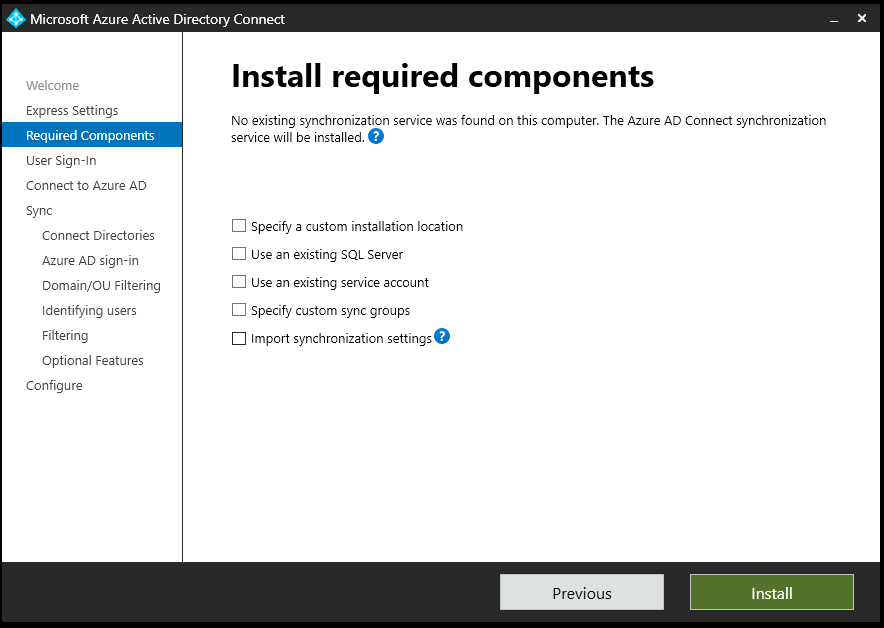 Microsoft Azure Active Directory Connect
Welcome
Express Settings
Required Components
User Sign-In
Connect to Azure AD
Sync
Connect Directories
Azure AD sign-in
Domain/OU Filtering
Identifying users
Filtering
Optional Features
Configure
Install required components
No existing synchronization service was found on this computer. The Azure AD Connect synchronization
service will be installed. ?
Specify a custom installation location
Use an existing SQL Server
Use an existing service account
Specify custom sync groups
Import synchronization settings ?
Previous
Install